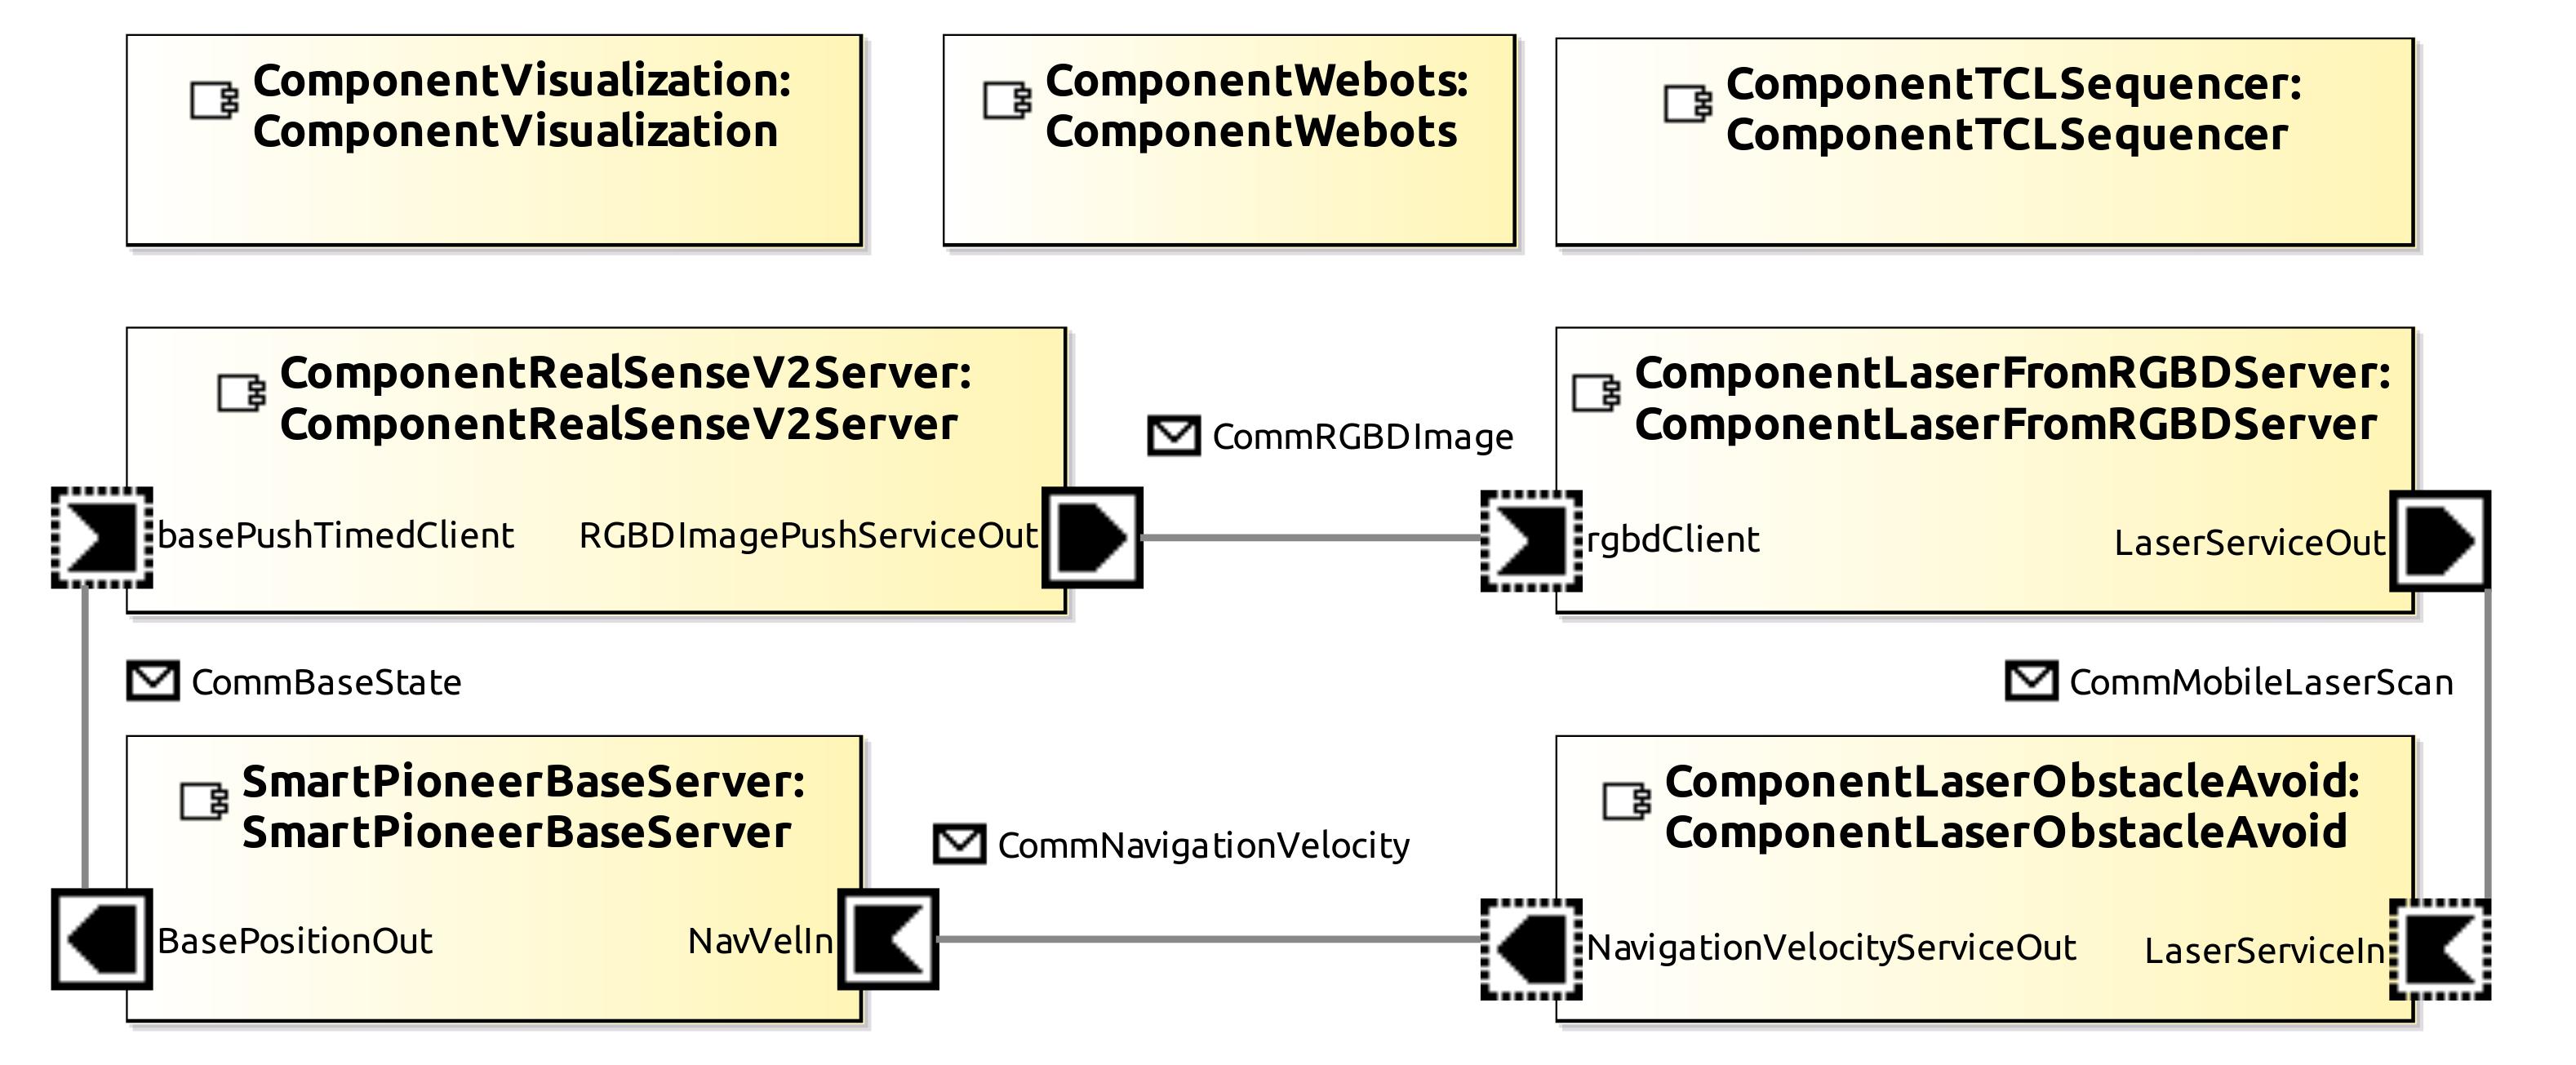 ComponentVisualization:
ComponentVisualization
ComponentWebots:
ComponentWebots
ComponentTCLSequencer:
ComponentTCLSequencer
ComponentRealSenseV2Server:
ComponentRealSenseV2Server
basePushTimedClient
RGBDImagePushServiceOut
CommRGBDImage
ComponentLaserFromRGBDServer:
ComponentLaserFromRGBDServer
rgbdClient
LaserServiceOut
CommBaseState
CommMobileLaserScan
SmartPioneerBaseServer:
SmartPioneerBaseServer
BasePositionOut
NavVelIn
CommNavigationVelocity
ComponentLaserObstacleAvoid:
ComponentLaserObstacleAvoid
NavigationVelocityServiceOut
LaserServiceIn